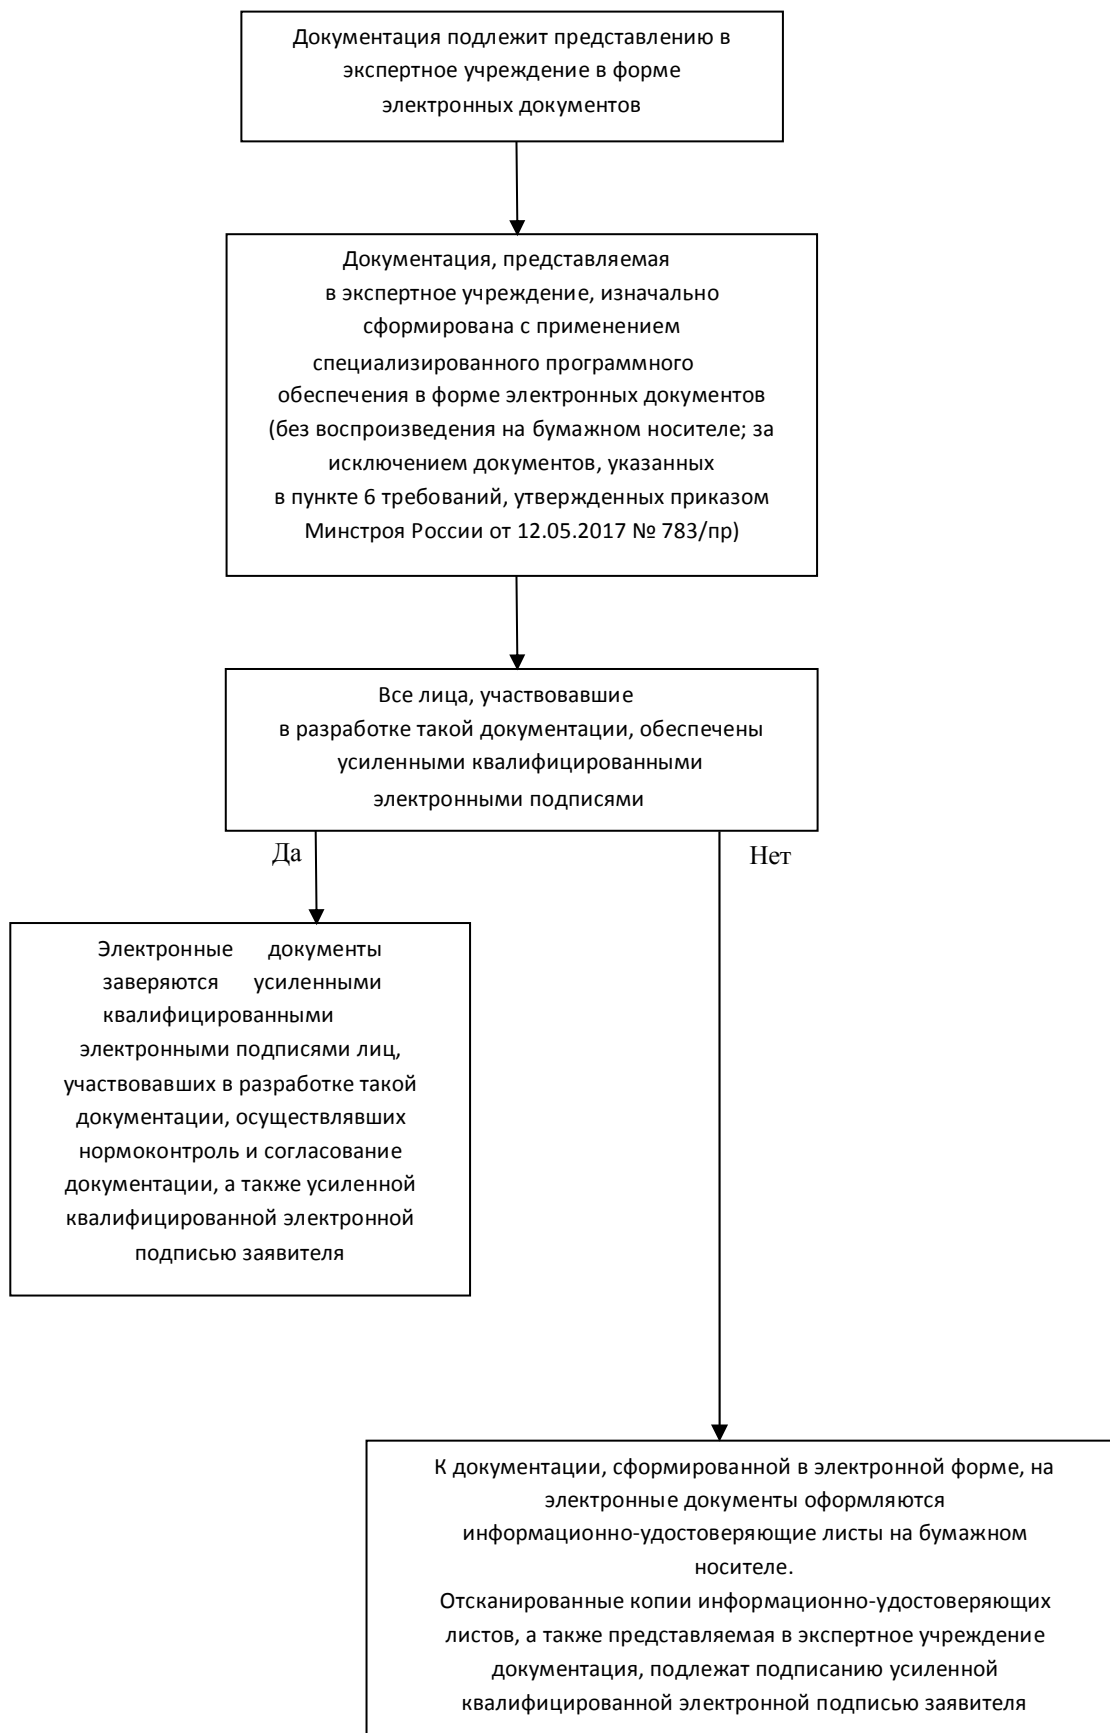 Документация подлежит представлению в
экспертное учреждение в форме
электронных документов
Документация, представляемая
в экспертное учреждение, изначально
сформирована с применением
специализированного программного
обеспечения в форме электронных документов
(без воспроизведения на бумажном носителе; за
исключением документов, указанных
в пункте 6 требований, утвержденных приказом
Минстроя России от 12.05.2017 № 783/пр)
Все лица, участвовавшие
в разработке такой документации, обеспечены
усиленными квалифицированными
электронными подписями
Да
Нет
Электронные документы
заверяются усиленными
квалифицированными
электронными подписями лиц,
участвовавших в разработке такой
документации, осуществлявших
нормоконтроль и согласование
документации, а также усиленной
квалифицированной электронной
подписью заявителя
К документации, сформированной в электронной форме, на
электронные документы оформляются
информационно-удостоверяющие листы на бумажном
носителе.
Отсканированные копии информационно-удостоверяющих
листов, а также представляемая в экспертное учреждение
документация, подлежат подписанию усиленной
квалифицированной электронной подписью заявителя